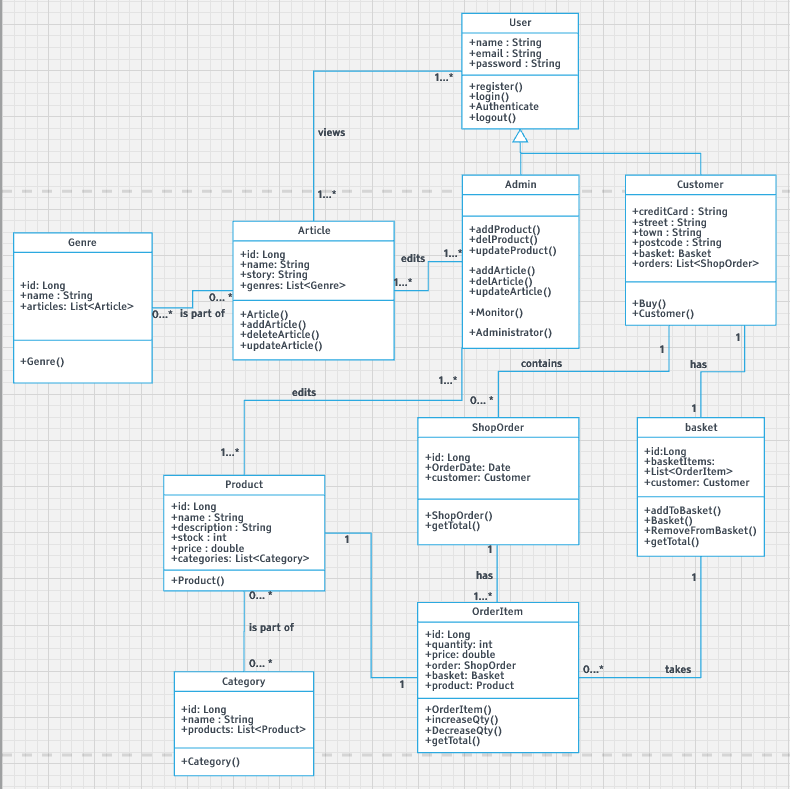 User
+name : String
+email : String
+password : String
+register()
+login()
+Authenticate
+logout()
1...*
views
1...*
Admin
+addProduct()
+delProduct()
+updateProduct()
+addArticle()
+delArticle()
+updateArticle()
+Monitor()
+Administrator()
Customer
+creditCard : String
+street : String
+town : String
+postcode : String
+basket: Basket
+orders: List<ShopOrder>
+Buy()
+Customer()
Genre
+id: Long
+name : String
+articles: List<Article>
+Genre()
0... *
is part of
0... *
Article
+id: Long
+name: String
+story: String
+genres: List<Genre>
+Article()
+addArticle()
+deleteArticle()
+updateArticle()
edits
1...*
1...*
1
contains
0... *
1
has
1
1...*
edits
1...*
ShopOrder
+id: Long
+OrderDate: Date
+customer: Customer
+ShopOrder()
+getTotal()
basket
+id:Long
+basketItems:
+List<OrderItem>
+customer: Customer
+addToBasket()
+Basket()
+RemoveFromBasket()
+getTotal()
Product
+id: Long
+name : String
+description : String
+stock : int
+price : double
+categories: List<Category>
+Product()
1
1
1
has
1...*
1
takes
0...*
0... *
is part of
0... *
OrderItem
+id: Long
+quantity: int
+price: double
+order: ShopOrder
+basket: Basket
+product: Product
+OrderItem()
+increaseQty()
+DecreaseQty()
+getTotal()
Category
+id: Long
+name : String
+products: List<Product>
+Category()